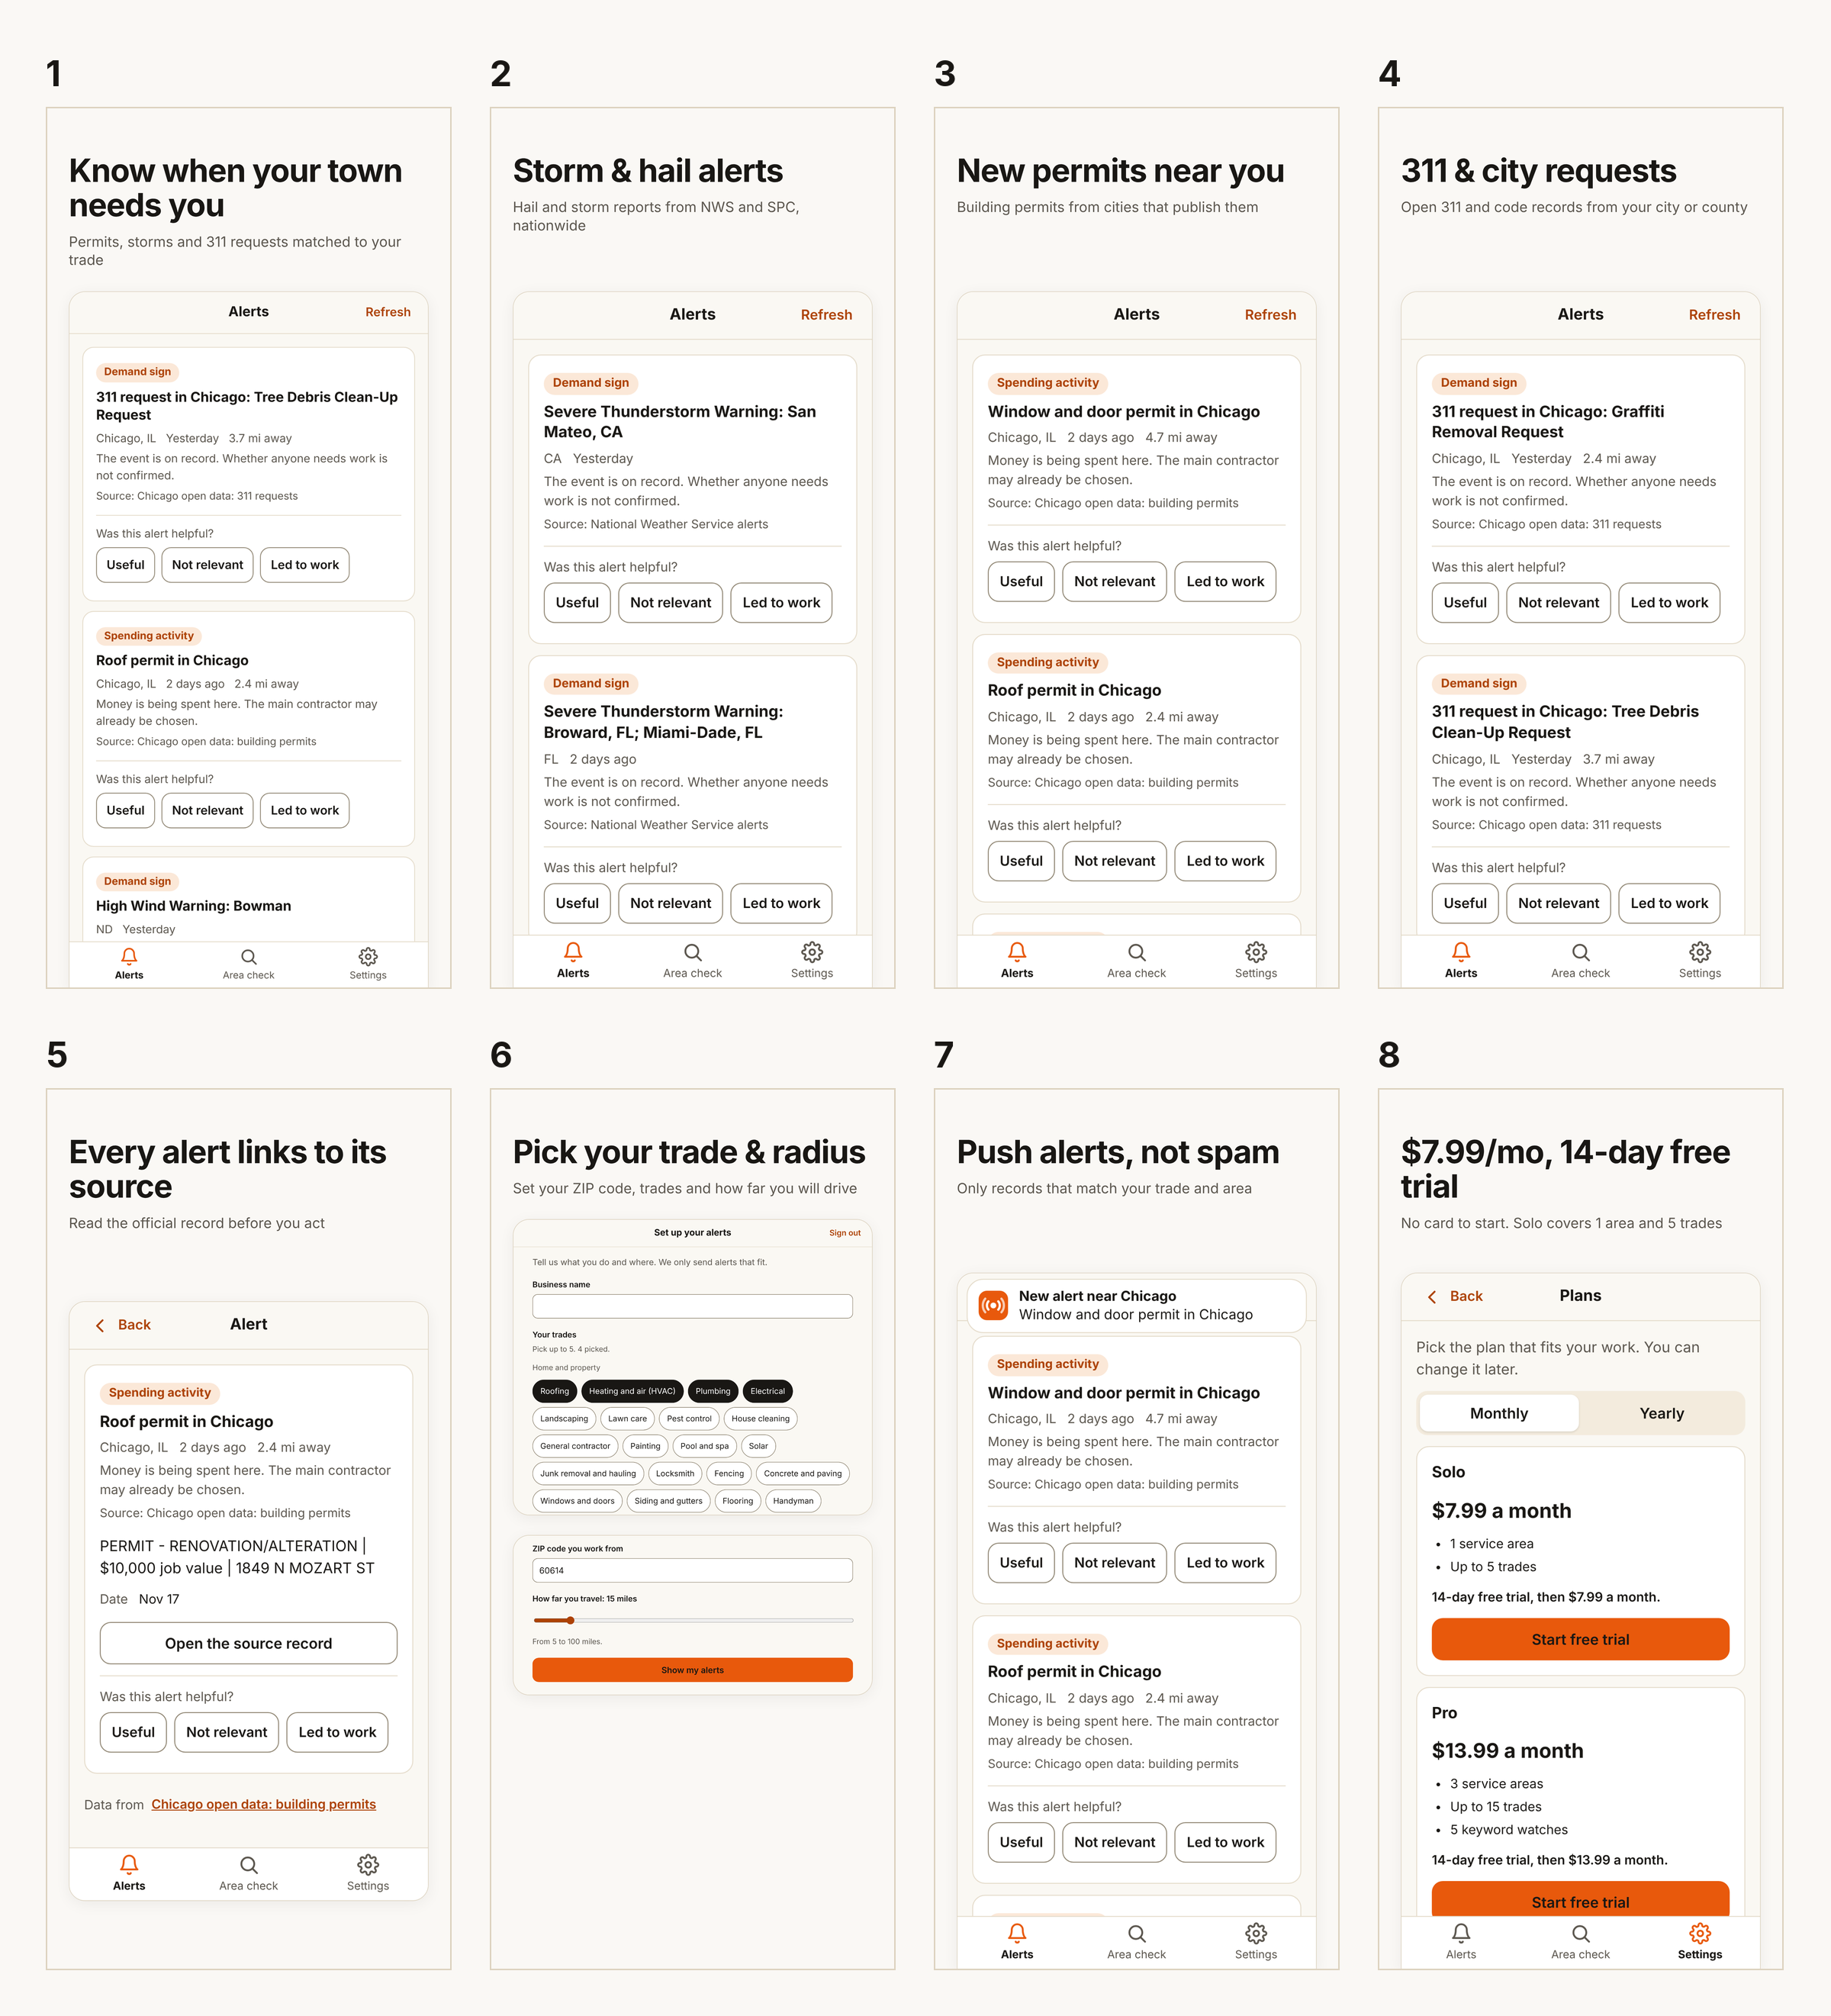 1
Know when your town
needs you
Permits, storms and 311 requests matched to your
trade
Alerts
Refresh
Demand sign
311 request in Chicago: Tree Debris Clean-Up
Request
Chicago, IL Yesterday 3.7 mi away
The event is on record. Whether anyone needs work is
not confirmed.
Source: Chicago open data: 311 requests
Was this alert helpful?
Useful
Not relevant
Led to work
Spending activity
Roof permit in Chicago
Chicago, IL 2 days ago 2.4 mi away
Money is being spent here. The main contractor may
already be chosen.
Source: Chicago open data: building permits
Was this alert helpful?
Useful
Not relevant
Led to work
Demand sign
High Wind Warning: Bowman
ND Yesterday
Alerts
Area check
Settings
2
Storm & hail alerts
Hail and storm reports from NWS and SPC,
nationwide
Alerts
Refresh
Demand sign
Severe Thunderstorm Warning: San
Mateo, CA
CA Yesterday
The event is on record. Whether anyone needs
work is not confirmed.
Source: National Weather Service alerts
Was this alert helpful?
Useful
Not relevant
Led to work
Demand sign
Severe Thunderstorm Warning:
Broward, FL; Miami-Dade, FL
FL 2 days ago
The event is on record. Whether anyone needs
work is not confirmed.
Source: National Weather Service alerts
Was this alert helpful?
Useful
Not relevant
Led to work
Alerts
Area check
Settings
3
New permits near you
Building permits from cities that publish them
Alerts
Refresh
Spending activity
Window and door permit in Chicago
Chicago, IL 2 days ago 4.7 mi away
Money is being spent here. The main contractor
may already be chosen.
Source: Chicago open data: building permits
Was this alert helpful?
Useful
Not relevant
Led to work
Spending activity
Roof permit in Chicago
Chicago, IL 2 days ago 2.4 mi away
Money is being spent here. The main contractor
may already be chosen.
Source: Chicago open data: building permits
Was this alert helpful?
Useful
Not relevant
Led to work
Alerts
Area check
Settings
4
311 & city requests
Open 311 and code records from your city or county
Alerts
Refresh
Demand sign
311 request in Chicago: Graffiti
Removal Request
Chicago, IL Yesterday 2.4 mi away
The event is on record. Whether anyone needs
work is not confirmed.
Source: Chicago open data: 311 requests
Was this alert helpful?
Useful
Not relevant
Led to work
Demand sign
311 request in Chicago: Tree Debris
Clean-Up Request
Chicago, IL Yesterday 3.7 mi away
The event is on record. Whether anyone needs
work is not confirmed.
Source: Chicago open data: 311 requests
Was this alert helpful?
Useful
Not relevant
Led to work
Alerts
Area check
Settings
5
Every alert links to its
source
Read the official record before you act
Back
Alert
Spending activity
Roof permit in Chicago
Chicago, IL 2 days ago 2.4 mi away
Money is being spent here. The main contractor
may already be chosen.
Source: Chicago open data: building permits
PERMIT - RENOVATION/ALTERATION |
$10,000 job value | 1849 N MOZART ST
Date Nov 17
Open the source record
Was this alert helpful?
Useful
Not relevant
Led to work
Data from Chicago open data: building permits
Alerts
Area check
Settings
6
Pick your trade & radius
Set your ZIP code, trades and how far you will drive
Set up your alerts
Sign out
Tell us what you do and where. We only send alerts that fit.
Business name
Your trades
Pick up to 5. 4 picked.
Home and property
Roofing
Heating and air (HVAC)
Plumbing
Electrical
Landscaping
Lawn care
Pest control
House cleaning
General contractor
Painting
Pool and spa
Solar
Junk removal and hauling
Locksmith
Fencing
Concrete and paving
Windows and doors
Siding and gutters
Flooring
Handyman
ZIP code you work from
60614
How far you travel: 15 miles
From 5 to 100 miles.
Show my alerts
7
Push alerts, not spam
Only records that match your trade and area
New alert near Chicago
Window and door permit in Chicago
Spending activity
Window and door permit in Chicago
Chicago, IL 2 days ago 4.7 mi away
Money is being spent here. The main contractor
may already be chosen.
Source: Chicago open data: building permits
Was this alert helpful?
Useful
Not relevant
Led to work
Spending activity
Roof permit in Chicago
Chicago, IL 2 days ago 2.4 mi away
Money is being spent here. The main contractor
may already be chosen.
Source: Chicago open data: building permits
Was this alert helpful?
Useful
Not relevant
Led to work
Alerts
Area check
Settings
8
$7.99/mo, 14-day free
trial
No card to start. Solo covers 1 area and 5 trades
Back
Plans
Pick the plan that fits your work. You can
change it later.
Monthly
Yearly
Solo
$7.99 a month
• 1 service area
• Up to 5 trades
14-day free trial, then $7.99 a month.
Start free trial
Pro
$13.99 a month
• 3 service areas
• Up to 15 trades
• 5 keyword watches
14-day free trial, then $13.99 a month.
Start free trial
Alerts
Area check
Settings